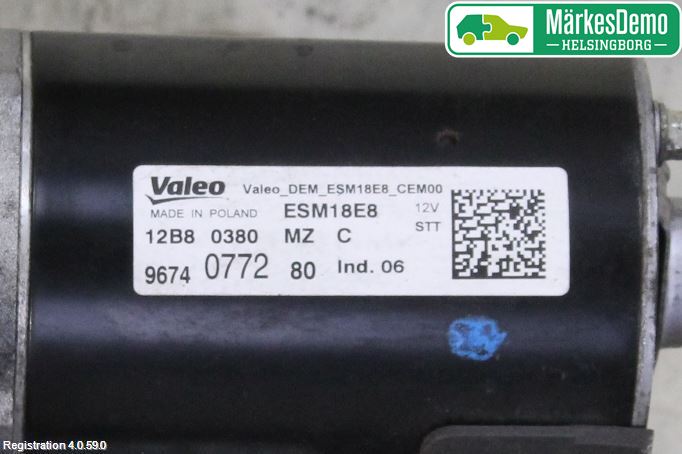 MärkesDemo
HELSINGBORG
Valeo Valeo_DEM_ESM18E8_CEM00
MADE IN POLAND ESM18E8 12V
STT
12B8 0380 MZ C
9674 0772 80 Ind. 06
Registration 4.0.59.0